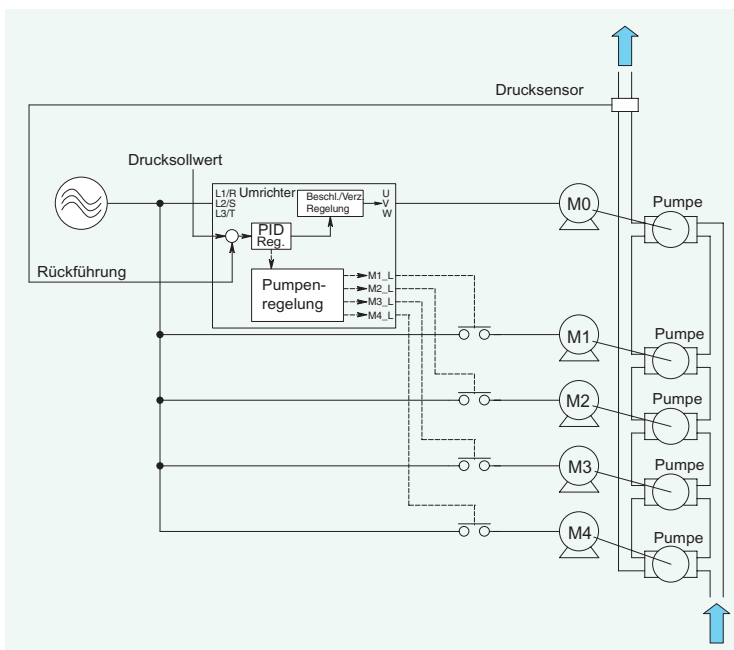 Drucksensor
Drucksollwert
L1/R
L2/S
L3/T
Umrichter
Beschl./Verz.
Regelung
U
V
W
M0
Pumpe
PID
Reg.
Rückführung
Pumpen-
regelung
M1_L
M2_L
M3_L
M4_L
M1
Pumpe
M2
Pumpe
M3
Pumpe
M4
Pumpe